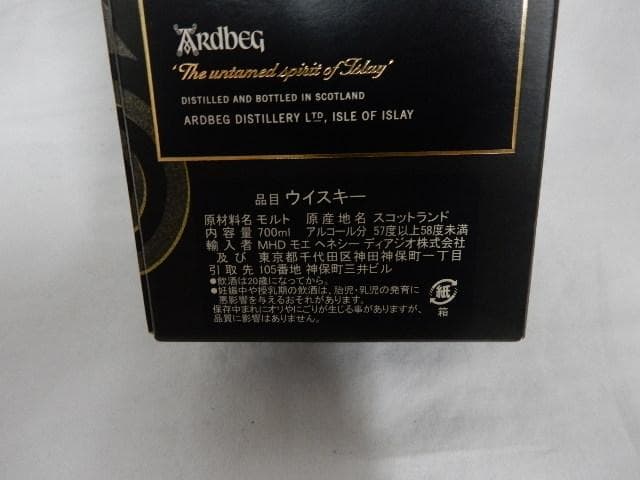 ARDBEG
'The untamed spirit of Islay'
DISTILLED AND BOTTLED IN SCOTLAND
ARDBEG DISTILLERY LTD, ISLE OF ISLAY
品目 ウイスキー
原材料名 モルト 原産地名 スコットランド
内容量 700ml アルコール分 57度以上58度未満
輸入者 MHD モエ ヘネシー ディアジオ株式会社
及び 東京都千代田区神田神保町一丁目
引取先 105番地 神保町三井ビル
●飲酒は20歳になってから。
●妊娠中や授乳期の飲酒は、胎児・乳児の発育に
悪影響を与えるおそれがあります。
保存中まれにオリやにごりが生じる事がありますが、
品質に影響はありません。
紙
箱